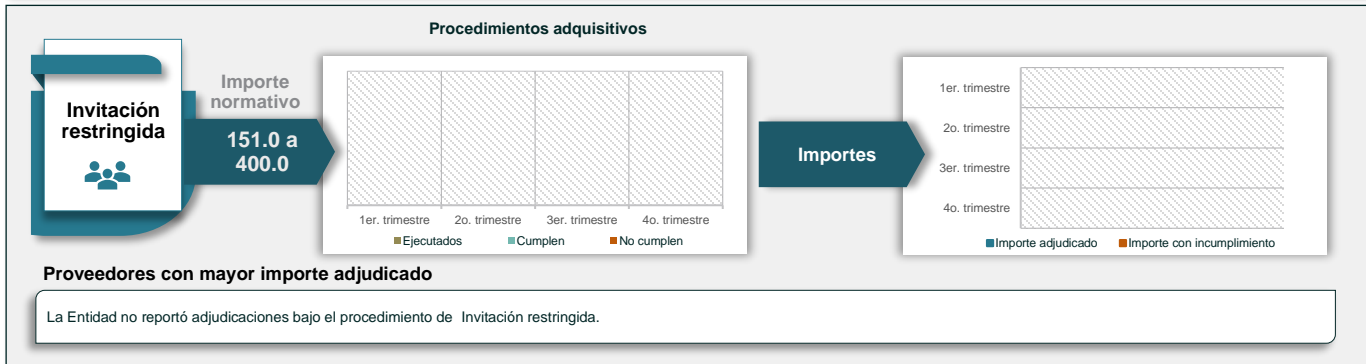 Procedimientos adquisitivos
Invitación
restringida
Importe
normativo
151.0 a
400.0
1er. trimestre 2o. trimestre 3er. trimestre 4o. trimestre
Ejecutados Cumplen No cumplen
Importes
1er. trimestre
2o. trimestre
3er. trimestre
4o. trimestre
Importe adjudicado Importe con incumplimiento
Proveedores con mayor importe adjudicado
La Entidad no reportó adjudicaciones bajo el procedimiento de Invitación restringida.